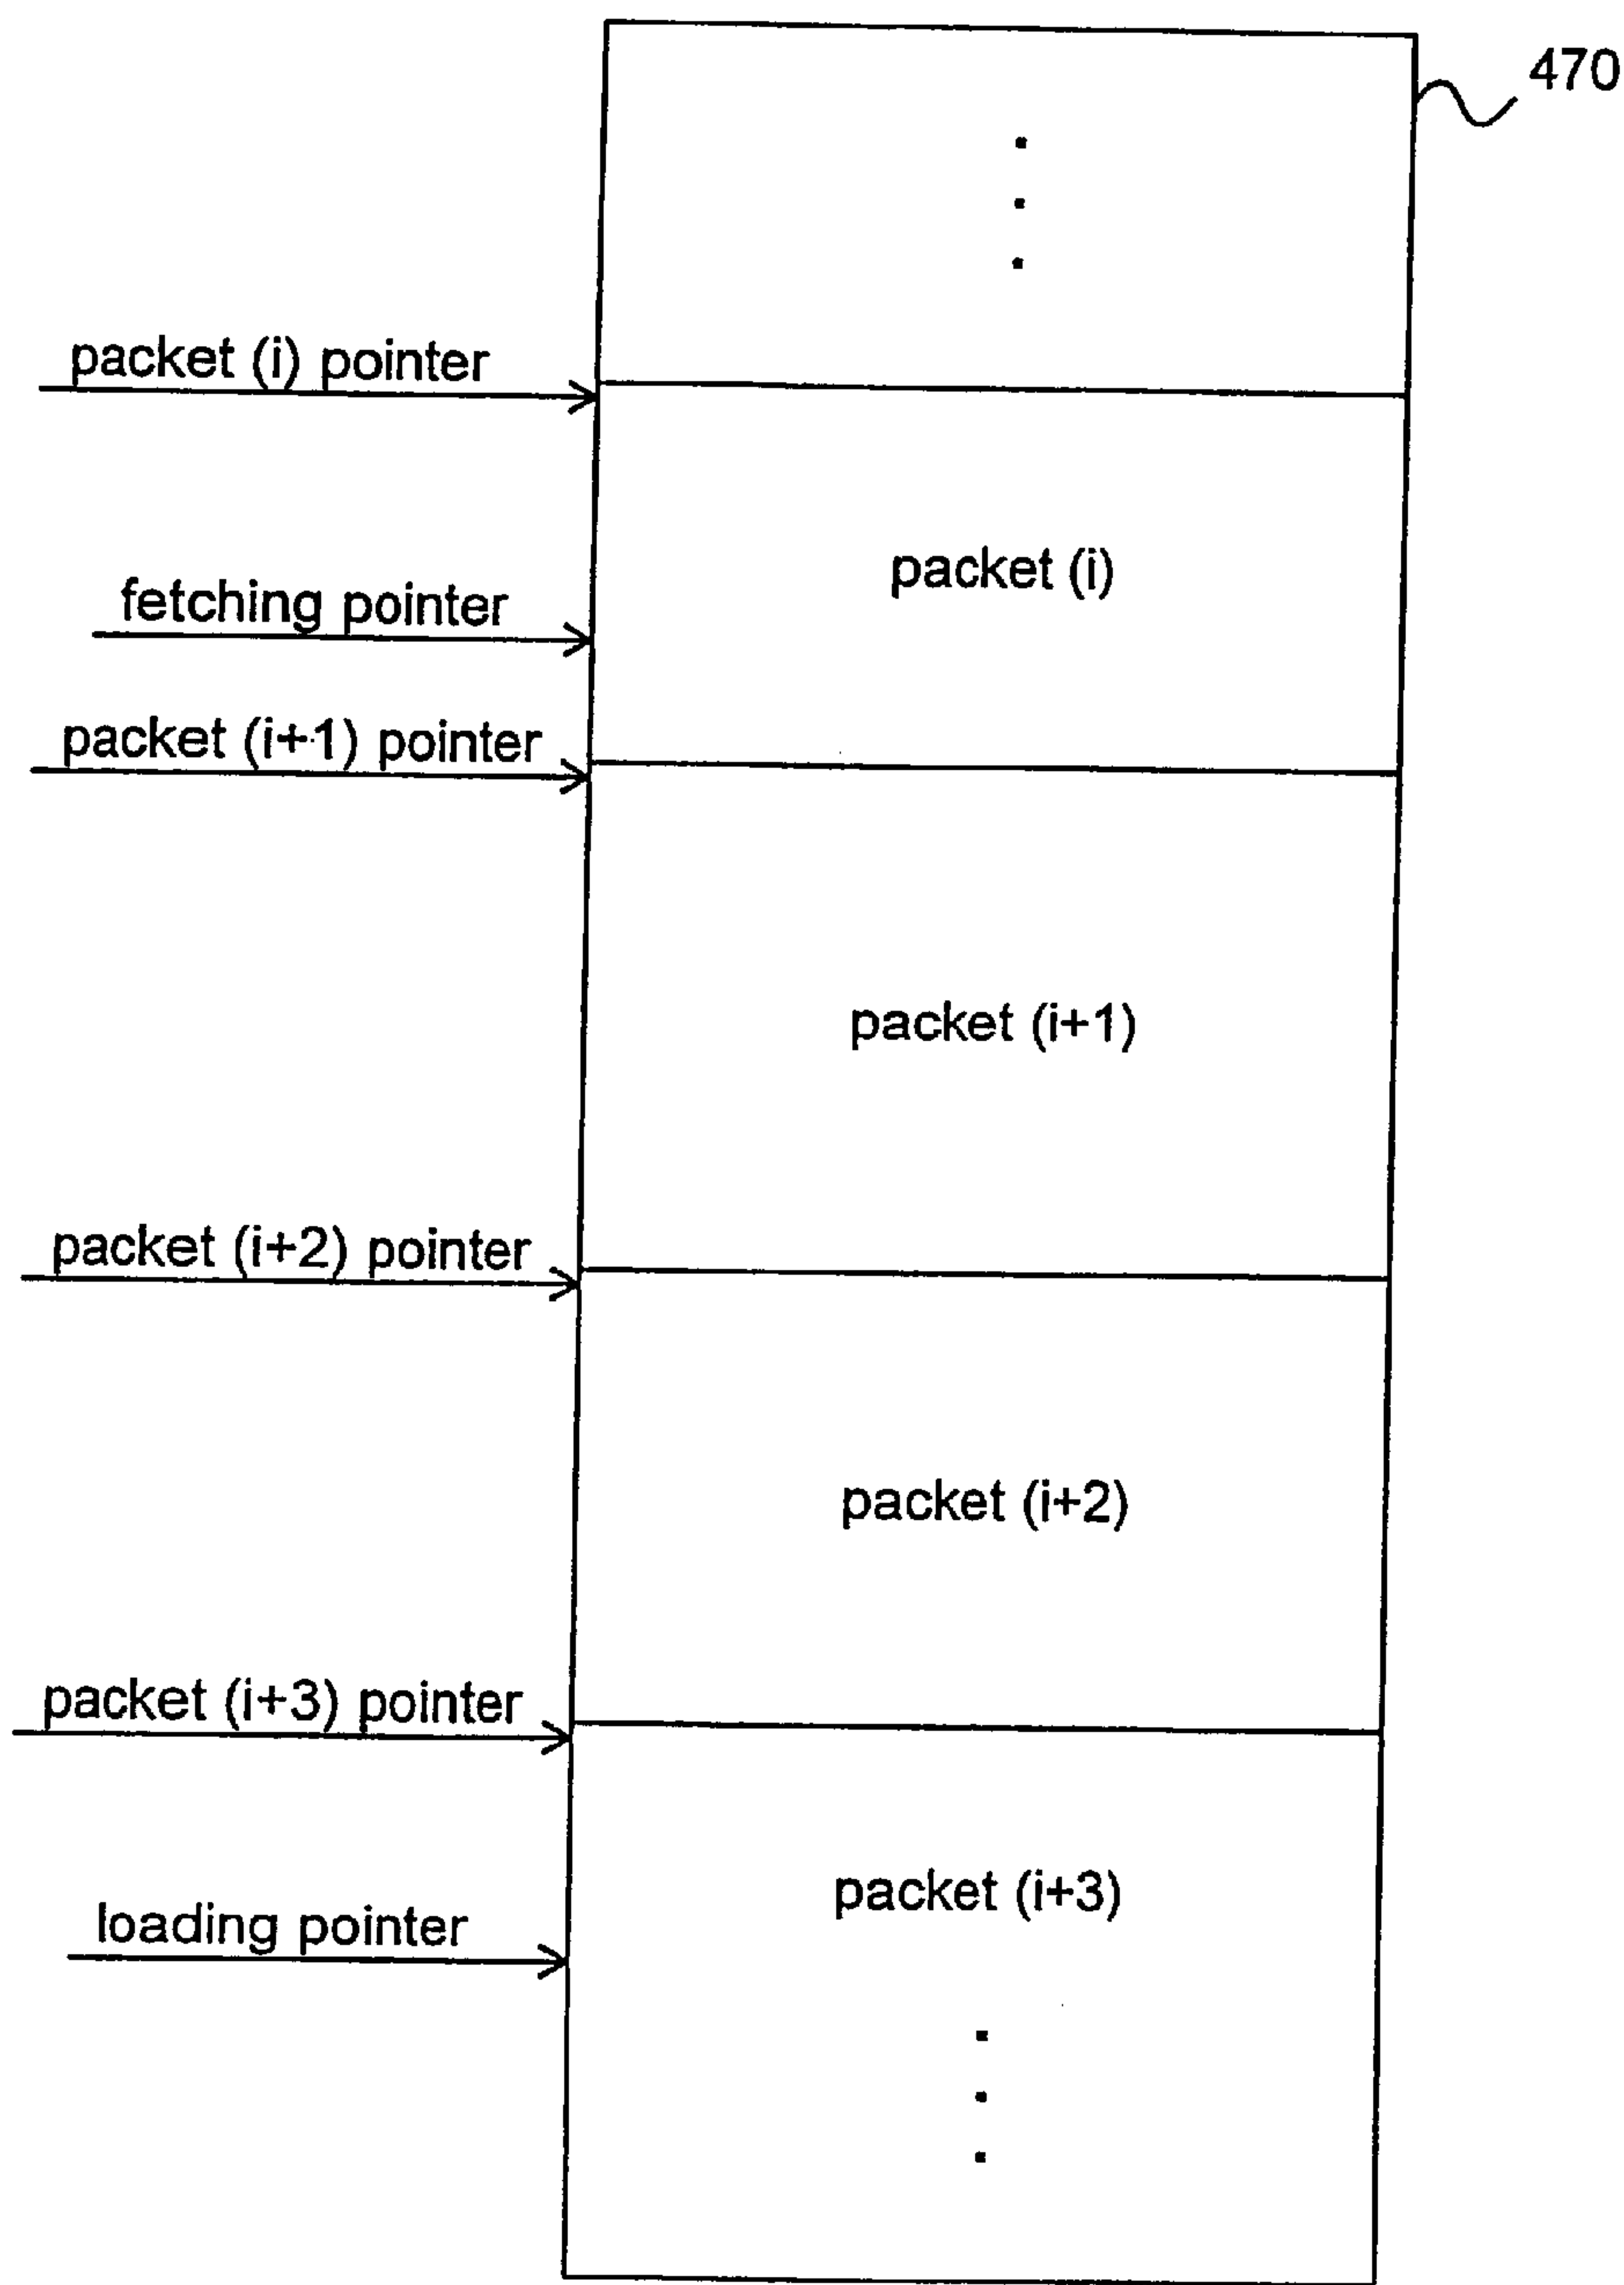 470
packet (i) pointer
packet (i)
fetching pointer
packet (i+1) pointer
packet (i+1)
packet (i+2) pointer
packet (i+2)
packet (i+3) pointer
packet (i+3)
loading pointer